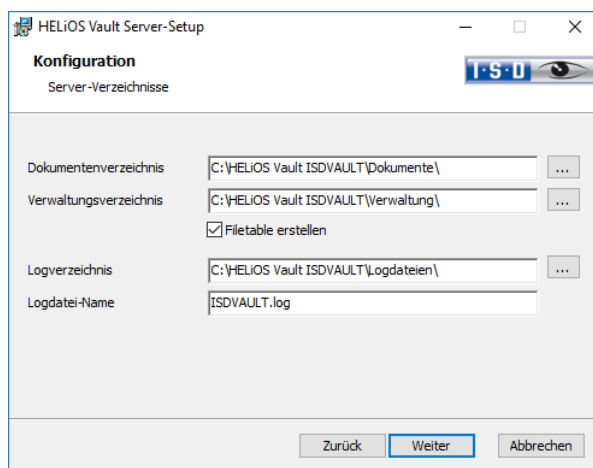 HELiOS Vault Server-Setup
Konfiguration
Server-Verzeichnisse
I·S·D
Dokumentenverzeichnis C:\HELiOS Vault ISDVAULT\Dokumente\ ...
Verwaltungsverzeichnis C:\HELiOS Vault ISDVAULT\Verwaltung\ ...
Filetable erstellen
Logverzeichnis C:\HELiOS Vault ISDVAULT\Logdateien\ ...
Logdatei-Name ISDVAULT.log
Zurück Weiter Abbrechen